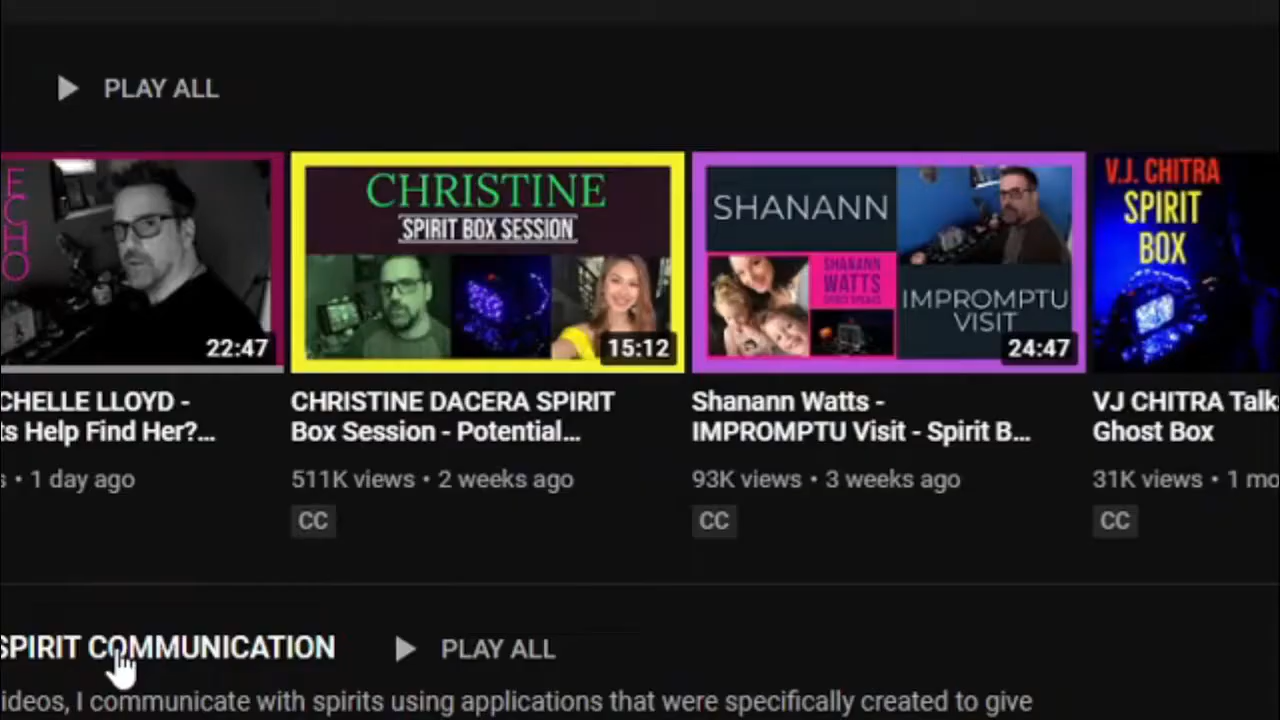 PLAY ALL
ECHO
22:47
CHRISTINE
SPIRIT BOX SESSION
15:12
SHANANN
SHANANN
WATTS
SPIRIT SPEAKS
IMPROMPTU
VISIT
24:47
V.J. CHITRA
SPIRIT
BOX
CHELLE LLOYD -
ts Help Find Her?...
s • 1 day ago
CHRISTINE DACERA SPIRIT
Box Session - Potential...
511K views • 2 weeks ago
CC
Shanann Watts -
IMPROMPTU Visit - Spirit B...
93K views • 3 weeks ago
CC
VJ CHITRA Talk
Ghost Box
31K views • 1 mo
CC
SPIRIT COMMUNICATION
PLAY ALL
ideos, I communicate with spirits using applications that were specifically created to give